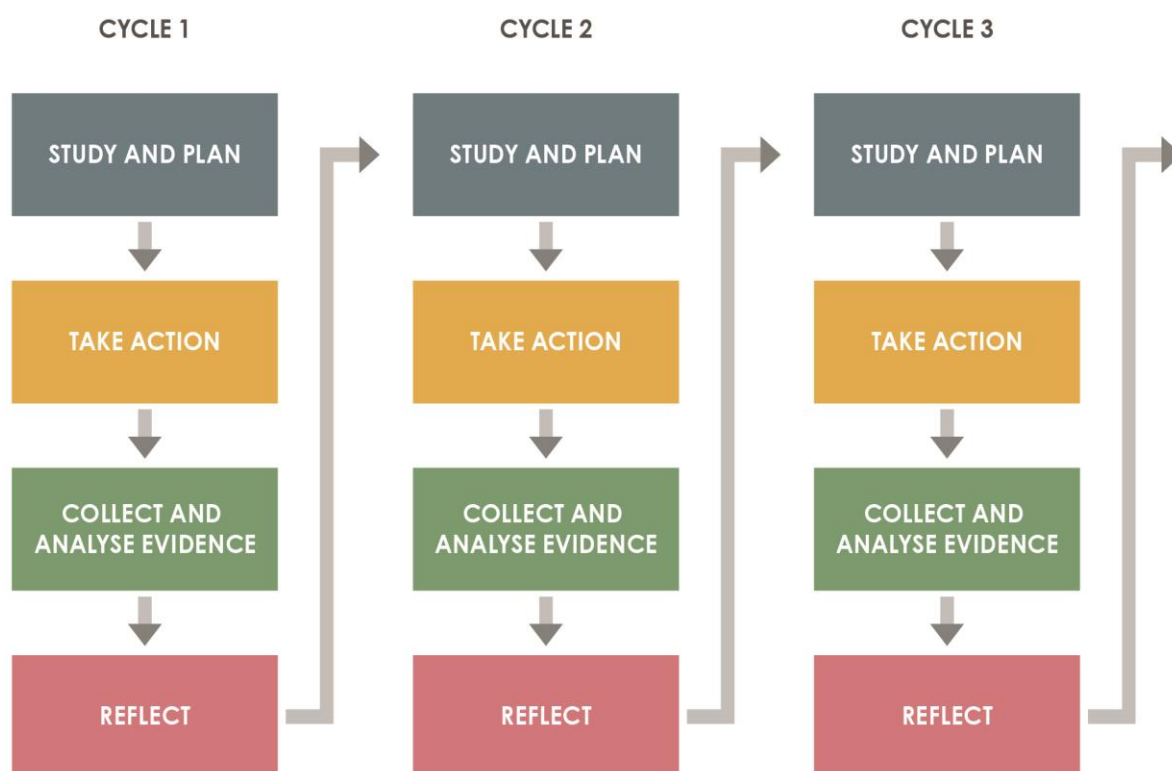 CYCLE 1
STUDY AND PLAN
TAKE ACTION
COLLECT AND
ANALYSE EVIDENCE
REFLECT
CYCLE 2
STUDY AND PLAN
TAKE ACTION
COLLECT AND
ANALYSE EVIDENCE
REFLECT
CYCLE 3
STUDY AND PLAN
TAKE ACTION
COLLECT AND
ANALYSE EVIDENCE
REFLECT